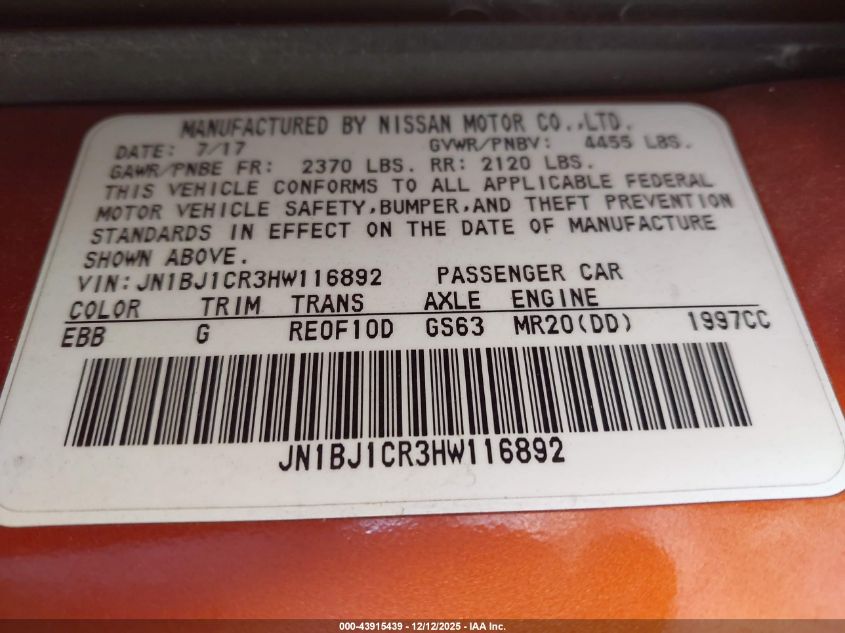 MANUFACTURED BY NISSAN MOTOR CO.,LTD.
DATE: 7/17 GVWR/PNBV: 4455 LBS.
GAWR/PNBE FR: 2370 LBS. RR: 2120 LBS.
THIS VEHICLE CONFORMS TO ALL APPLICABLE FEDERAL
MOTOR VEHICLE SAFETY,BUMPER,AND THEFT PREVENTION
STANDARDS IN EFFECT ON THE DATE OF MANUFACTURE
SHOWN ABOVE.
VIN:JN1BJ1CR3HW116892 PASSENGER CAR
COLOR TRIM TRANS AXLE ENGINE
EBB G RE0F10D GS63 MR20(DD) 1997CC
JN1BJ1CR3HW116892
000-43915439 - 12/12/2025 - IAA Inc.